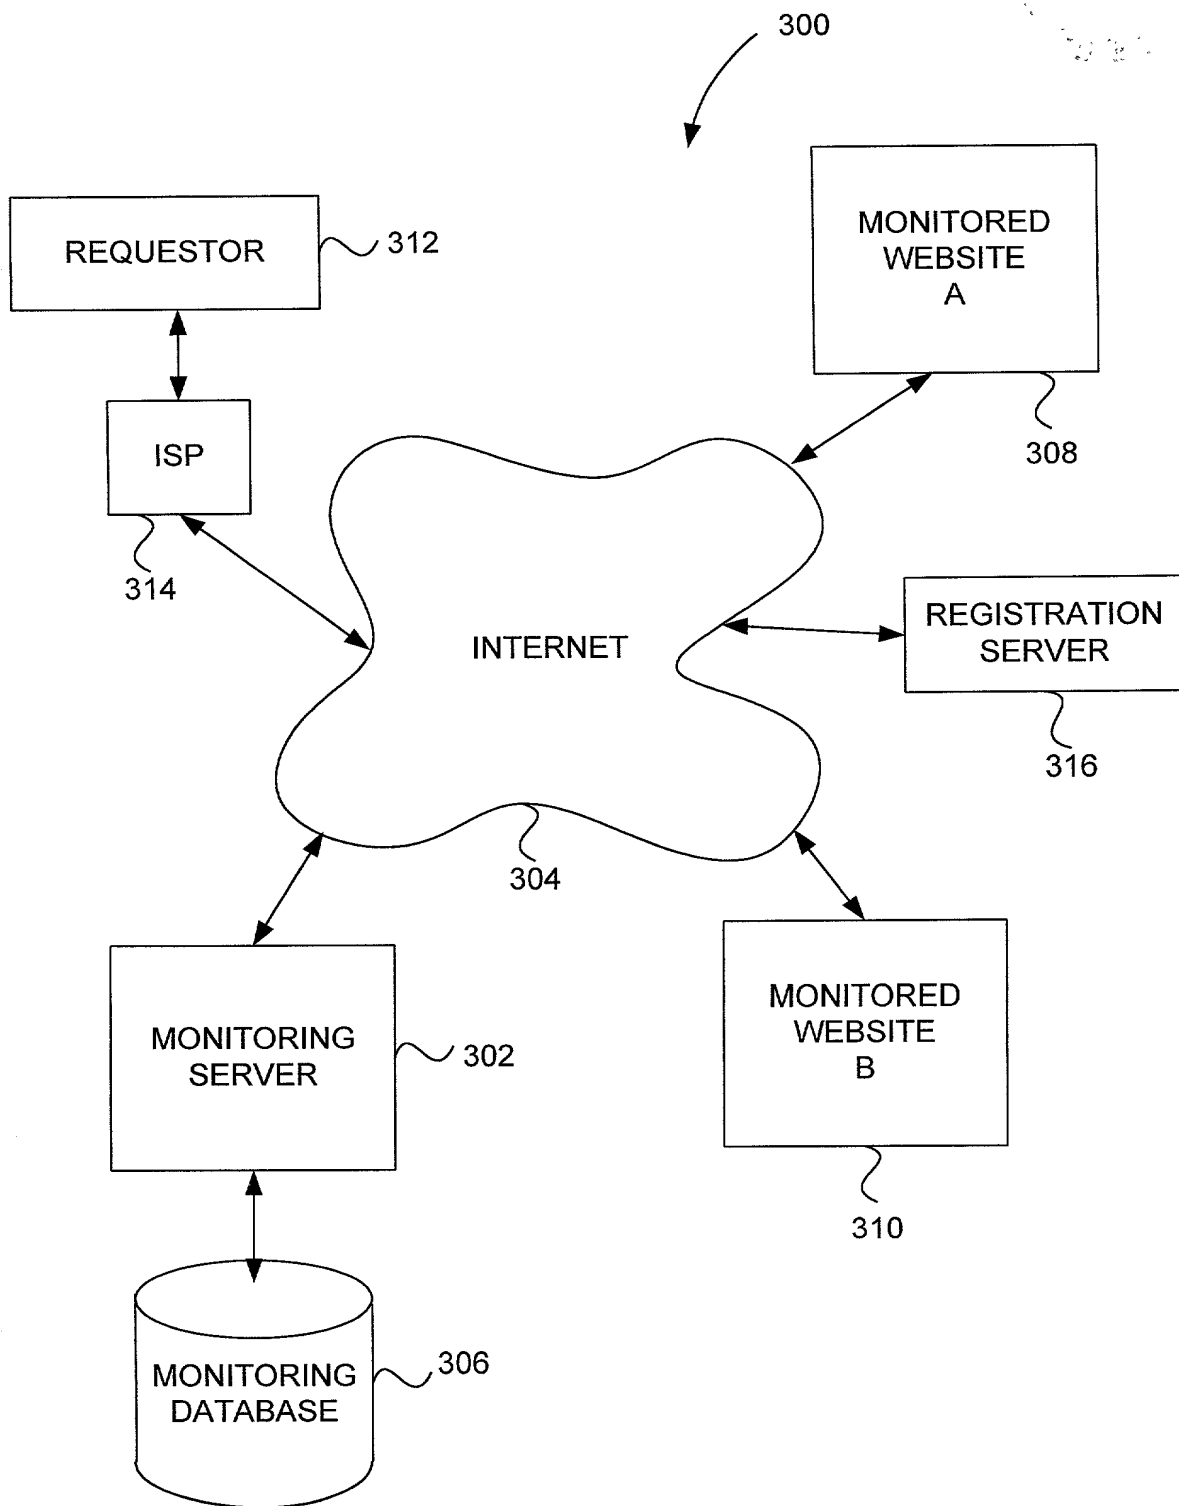 300
MONITORED
WEBSITE
A
308
REQUESTOR
312
ISP
314
INTERNET
304
REGISTRATION
SERVER
316
MONITORING
SERVER
302
MONITORED
WEBSITE
B
310
MONITORING
DATABASE
306